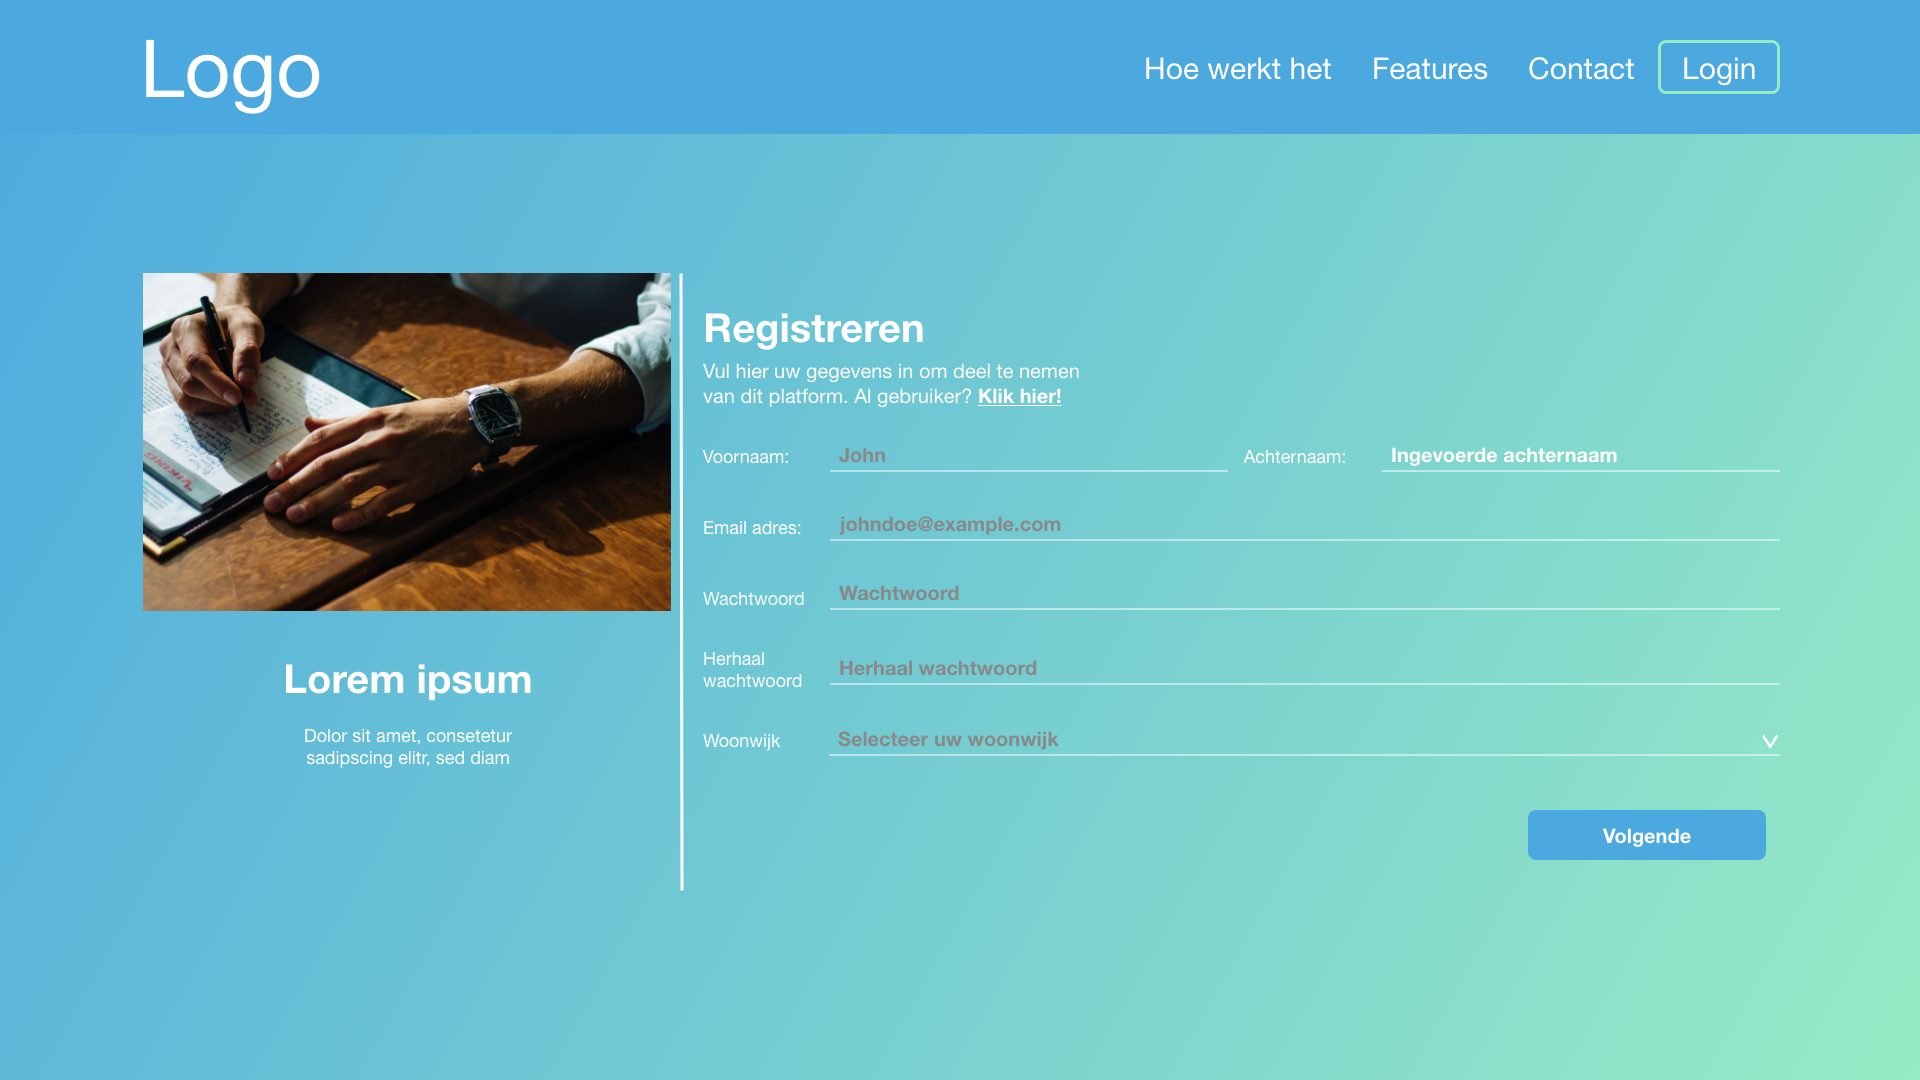 Logo
Hoe werkt het
Features
Contact
Login
Registreren
Vul hier uw gegevens in om deel te nemen
van dit platform. Al gebruiker? Klik hier!
Voornaam: John
Achternaam: Ingevoerde achternaam
Email adres: johndoe@example.com
Wachtwoord Wachtwoord
Herhaal
wachtwoord Herhaal wachtwoord
Woonwijk Selecteer uw woonwijk
Volgende
VIKING
Lorem ipsum
Dolor sit amet, consetetur
sadipscing elitr, sed diam